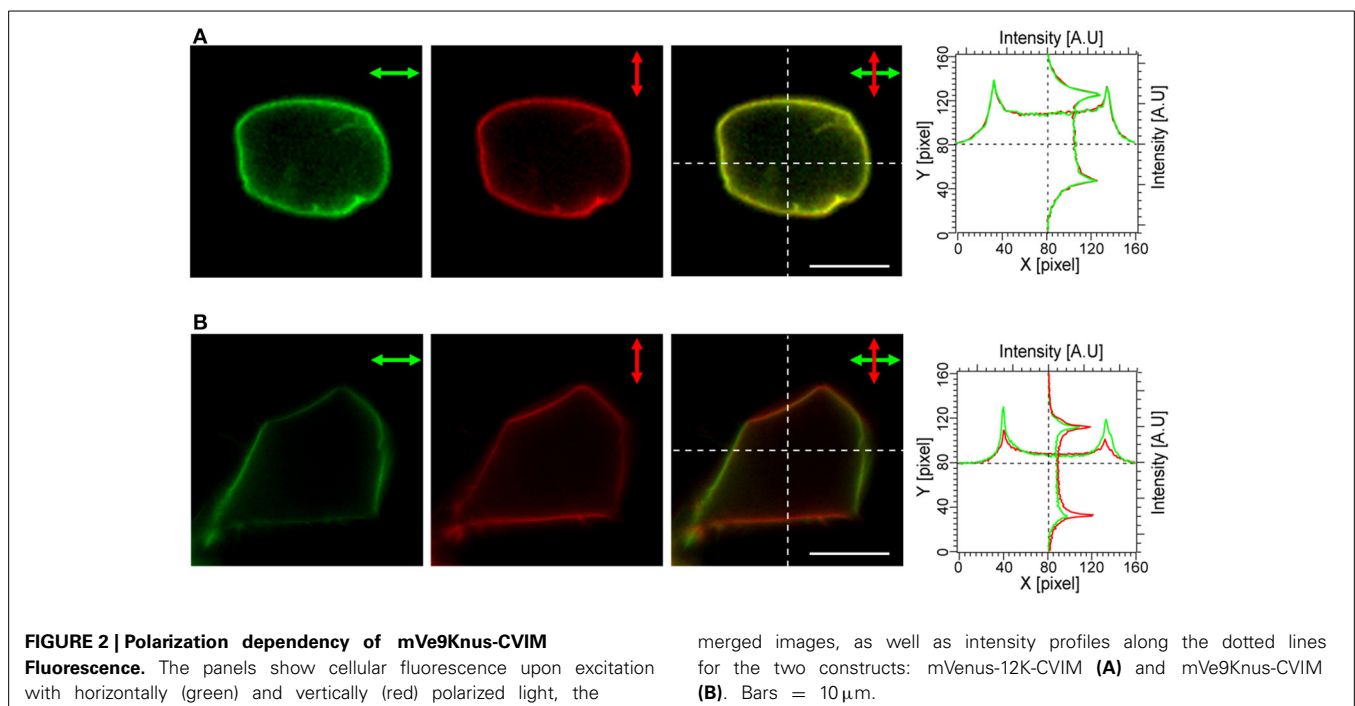 A
Intensity [A.U]
160
120
80
40
0
Y [pixel]
Intensity [A.U]
0 40 80 120 160
X [pixel]
B
Intensity [A.U]
160
120
80
40
0
Y [pixel]
Intensity [A.U]
0 40 80 120 160
X [pixel]
FIGURE 2 | Polarization dependency of mVe9Knus-CVIM
Fluorescence. The panels show cellular fluorescence upon excitation
with horizontally (green) and vertically (red) polarized light, the
merged images, as well as intensity profiles along the dotted lines
for the two constructs: mVenus-12K-CVIM (A) and mVe9Knus-CVIM
(B). Bars = 10 μm.